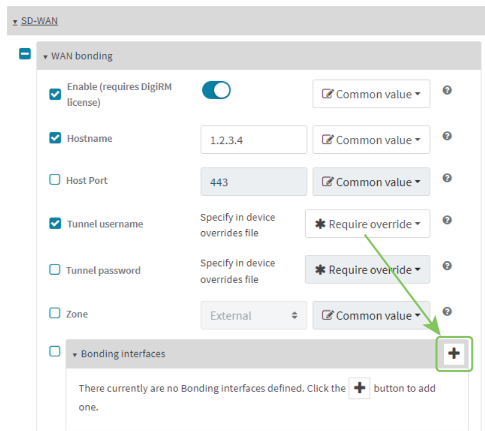 SD-WAN
WAN bonding
Enable (requires DigiRM
license)
Common value
Hostname
1.2.3.4
Common value
Host Port
443
Common value
Tunnel username
Specify in device
overrides file
Require override
Tunnel password
Specify in device
overrides file
Require override
Zone
External
Common value
Bonding interfaces
There currently are no Bonding interfaces defined. Click the + button to add
one.